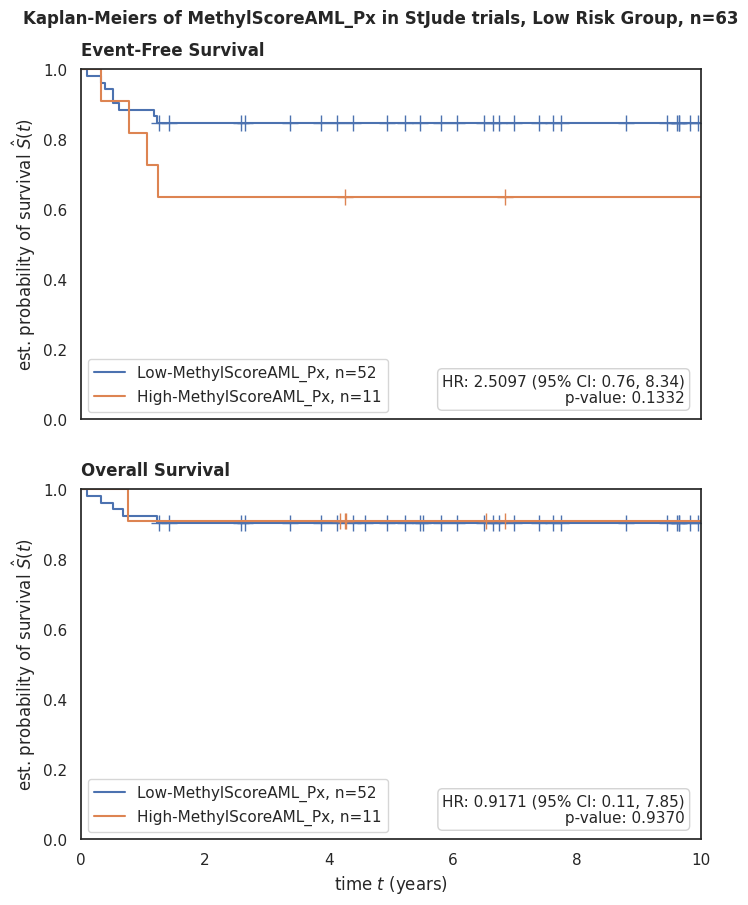 Kaplan-Meiers of MethylScoreAML_Px in StJude trials, Low Risk Group, n=63
Event-Free Survival
est. probability of survival Ŝ(t)
1.0
0.8
0.6
0.4
0.2
0.0
Low-MethylScoreAML_Px, n=52
High-MethylScoreAML_Px, n=11
HR: 2.5097 (95% CI: 0.76, 8.34)
p-value: 0.1332
Overall Survival
est. probability of survival Ŝ(t)
1.0
0.8
0.6
0.4
0.2
0.0
Low-MethylScoreAML_Px, n=52
High-MethylScoreAML_Px, n=11
HR: 0.9171 (95% CI: 0.11, 7.85)
p-value: 0.9370
0 2 4 6 8 10
time t (years)